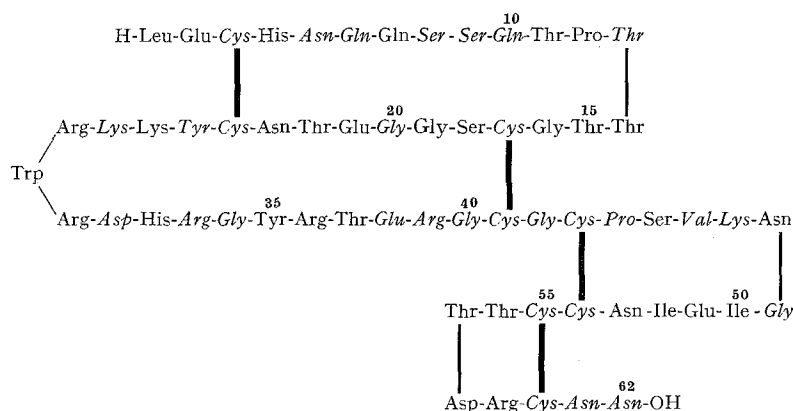 10
H-Leu-Glu-Cys-His-Asn-Gln-Gln-Ser-Ser-Gln-Thr-Pro-Thr
20 15
Arg-Lys-Lys-Tyr-Cys-Asn-Thr-Glu-Gly-Gly-Ser-Cys-Gly-Thr-Thr
Trp
35 40
Arg-Asp-His-Arg-Gly-Tyr-Arg-Thr-Glu-Arg-Gly-Cys-Gly-Cys-Pro-Ser-Val-Lys-Asn
55 50
Thr-Thr-Cys-Cys-Asn-Ile-Glu-Ile-Gly
62
Asp-Arg-Cys-Asn-Asn-OH